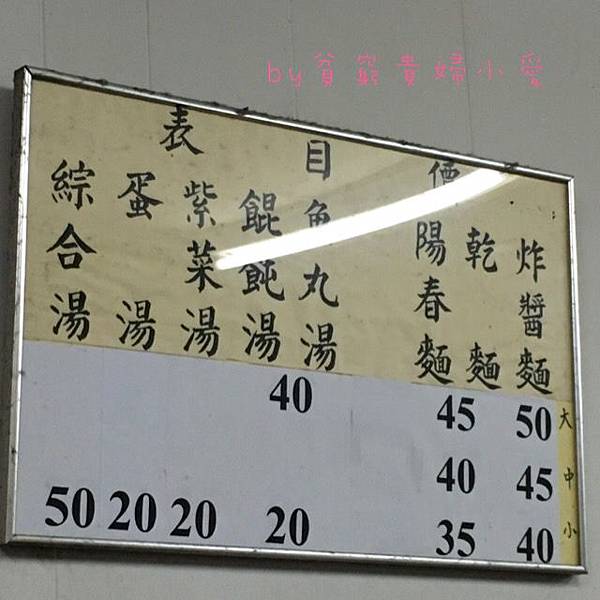 by貧窮貴婦小愛
價目表
炸醬麵
乾麵
陽春麵
魚丸湯
餛飩湯
紫菜湯
蛋湯
綜合湯
40 45 50 大
40 45 中
50 20 20 20 35 40 小